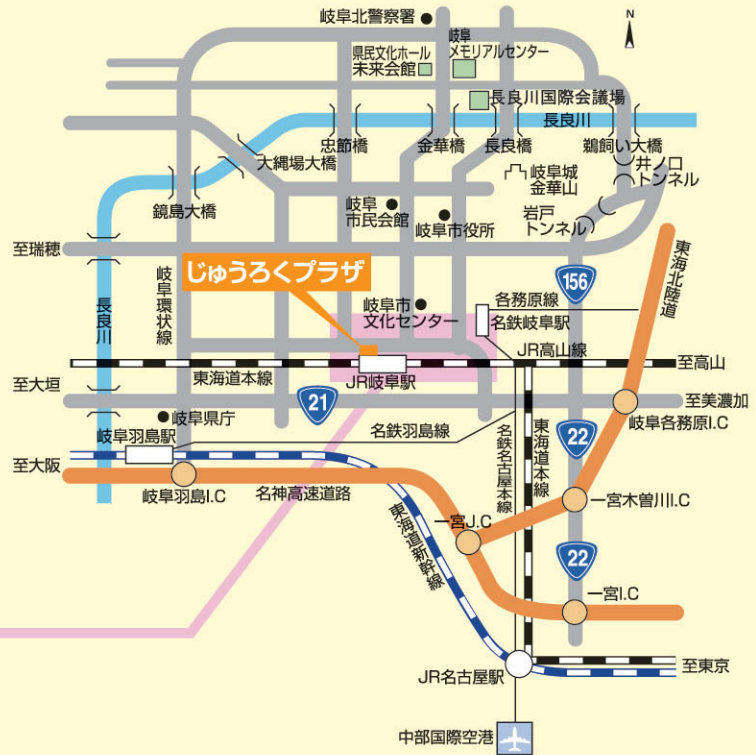 岐阜北警察署
N
県民文化ホール
未来会館
岐阜
メモリアルセンター
長良川国際会議場
長良川
忠節橋
金華橋
長良橋
鵜飼い大橋
大縄場大橋
井ノ口
トンネル
岐阜城
金華山
鏡島大橋
岐阜
市民会館
岐阜市役所
岩戸
トンネル
至瑞穂
じゅうろくプラザ
156
東海北陸道
長良川
岐阜環状線
岐阜市
文化センター
各務原線
名鉄岐阜駅
JR高山線
至高山
東海道本線
JR岐阜駅
至大垣
21
至美濃加
岐阜県庁
岐阜各務原I.C
岐阜羽島駅
名鉄羽島線
名鉄名古屋本線
東海道本線
22
至大阪
岐阜羽島I.C
名神高速道路
一宮J.C
一宮木曽川I.C
東海道新幹線
22
一宮I.C
JR名古屋駅
至東京
中部国際空港